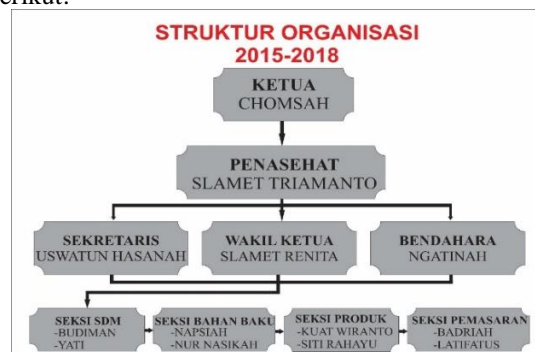 erikut:
STRUKTUR ORGANISASI
2015-2018
KETUA
CHOMSAH
PENASEHAT
SLAMET TRIAMANTO
SEKRETARIS
USWATUN HASANAH
WAKIL KETUA
SLAMET RENITA
BENDAHARA
NGATINAH
SEKSI SDM
-BUDIMAN
-YATI
SEKSI BAHAN BAKU
-NAPSIAH
-NUR NASIKAH
SEKSI PRODUK
-KUAT WIRANTO
-SITI RAHAYU
SEKSI PEMASARAN
-BADRIAH
-LATIFATUS